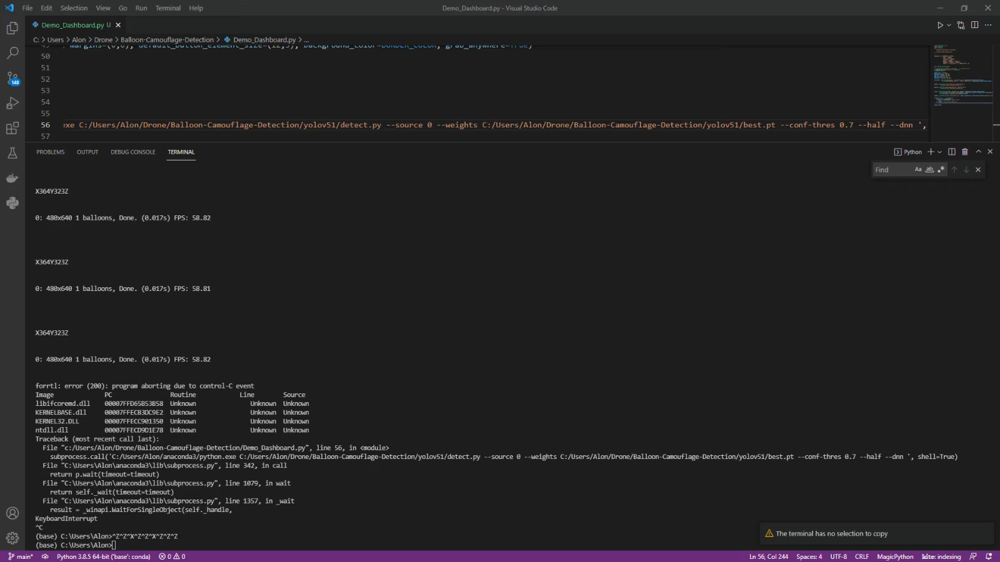 File Edit Selection View Go Run Terminal Help
Demo_Dashboard.py - Visual Studio Code
Demo_Dashboard.py U
C: > Users > Alon > Drone > Balloon-Camouflage-Detection > Demo_Dashboard.py > ...
49 , margins=(0,0), default_button_element_size=(12,5), background_color=BORDER_COLOR, grab_anywhere=True)
50
51
52
53
54
55
56 exe C:/Users/Alon/Drone/Balloon-Camouflage-Detection/yolov51/detect.py --source 0 --weights C:/Users/Alon/Drone/Balloon-Camouflage-Detection/yolov51/best.pt --conf-thres 0.7 --half --dnn ',
57
148
PROBLEMS OUTPUT DEBUG CONSOLE TERMINAL
Python
Find Aa ab
X364Y323Z
0: 480x640 1 balloons, Done. (0.017s) FPS: 58.82
X364Y323Z
0: 480x640 1 balloons, Done. (0.017s) FPS: 58.81
X364Y323Z
0: 480x640 1 balloons, Done. (0.017s) FPS: 58.82
forrtl: error (200): program aborting due to control-C event
Image PC Routine Line Source
libifcoremd.dll 00007FFD65B53B58 Unknown Unknown Unknown
KERNELBASE.dll 00007FFECB3DC9E2 Unknown Unknown Unknown
KERNEL32.DLL 00007FFECC901350 Unknown Unknown Unknown
ntdll.dll 00007FFECD9D1E78 Unknown Unknown Unknown
Traceback (most recent call last):
File "c:/Users/Alon/Drone/Balloon-Camouflage-Detection/Demo_Dashboard.py", line 56, in <module>
subprocess.call('C:/Users/Alon/anaconda3/python.exe C:/Users/Alon/Drone/Balloon-Camouflage-Detection/yolov51/detect.py --source 0 --weights C:/Users/Alon/Drone/Balloon-Camouflage-Detection/yolov51/best.pt --conf-thres 0.7 --half --dnn ', shell=True)
File "C:\Users\Alon\anaconda3\lib\subprocess.py", line 342, in call
return p.wait(timeout=timeout)
File "C:\Users\Alon\anaconda3\lib\subprocess.py", line 1079, in wait
return self._wait(timeout=timeout)
File "C:\Users\Alon\anaconda3\lib\subprocess.py", line 1357, in _wait
result = _winapi.WaitForSingleObject(self._handle,
KeyboardInterrupt
^C
(base) C:\Users\Alon>^Z^Z^X^Z^Z^X^Z^Z^Z
(base) C:\Users\Alon>
The terminal has no selection to copy
main* Python 3.8.5 64-bit ('base': conda) 0 0
Ln 56, Col 244 Spaces: 4 UTF-8 CRLF MagicPython kite: indexing